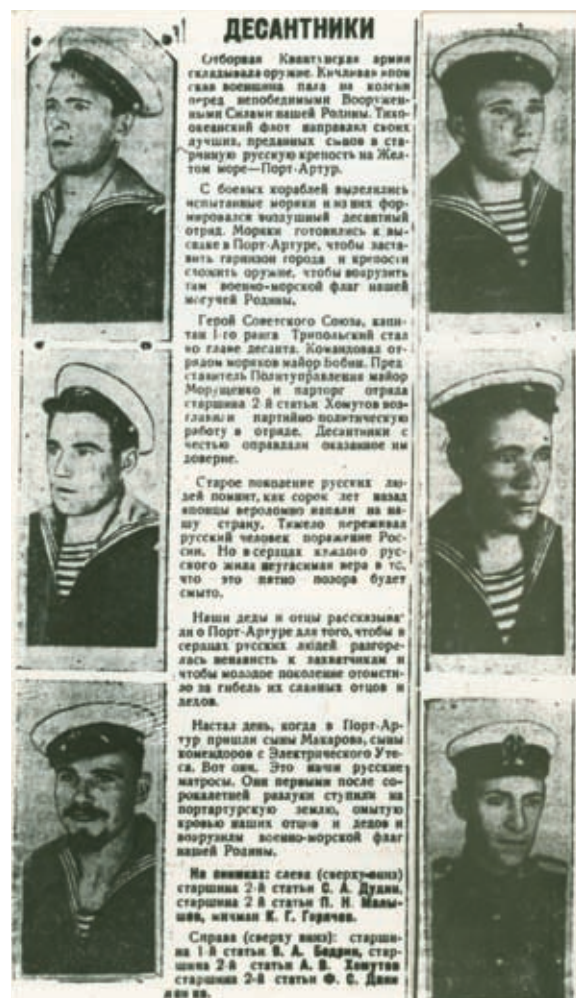 ДЕСАНТНИКИ
Отборная Квантунская армия
складывала оружие. Кичливая япон
ская военщина пала на колени
перед непобедимыми Вооружен-
ными Силами нашей Родины. Тихо-
океанский флот направлял своих
лучших, преданных сынов в ста-
ринную русскую крепость на Жел-
том море—Порт-Артур.
С боевых кораблей выделились
испытанные моряки и из них фор-
мировался воздушный десантный
отряд. Моряки готовились к вы-
садке в Порт-Артуре, чтобы заста-
вить гарнизон города и крепости
сложить оружие, чтобы водрузить
там военно-морской флаг нашей
могучей Родины.
Герой Советского Союза, капи-
тан 1-го ранга Трипольский стал
во главе десанта. Командовал от-
рядом моряков майор Бобин. Пред
ставитель Политуправления майор
Морущенко и парторг отряда
старшина 2-й статьи Хомутов воз-
главили партийно-политическую
работу в отряде. Десантники с
честью оправдали оказанное им
доверие.
Старое поколение русских лю-
дей помнит, как сорок лет назад
японцы вероломно напали на на-
шу страну. Тяжело переживал
русский человек поражение Рос-
сии. Но в сердцах каждого рус-
ского жила неугасимая вера в то,
что это пятно позора будет
смыто.
Наши деды и отцы рассказыва-
ли о Порт-Артуре для того, чтобы в
сердцах русских людей разгоре-
лась ненависть к захватчикам и
чтобы молодое поколение отомсти-
ло за гибель их славных отцов и
дедов.
Настал день, когда в Порт-Ар-
тур пришли сыны Макарова, сыны
комендоров с Электрического Уте-
са. Вот они. Это наши русские
матросы. Они первыми после со-
рокалетней разлуки ступили на
портартурскую землю, омытую
кровью наших отцов и дедов и
водрузили военно-морской флаг
нашей Родины.
На снимках: слева (сверху-вниз)
старшина 2-й статьи С. А. Дудин,
старшина 2 й статьи П. Н. Малы-
шев, мичман К. Г. Горячев.
Справа (сверху вниз): старши-
на 1-й статьи В. А. Бедрин, стар-
шина 2-й статьи А. В. Хомутов
старшина 2-й статьи Ф. С.